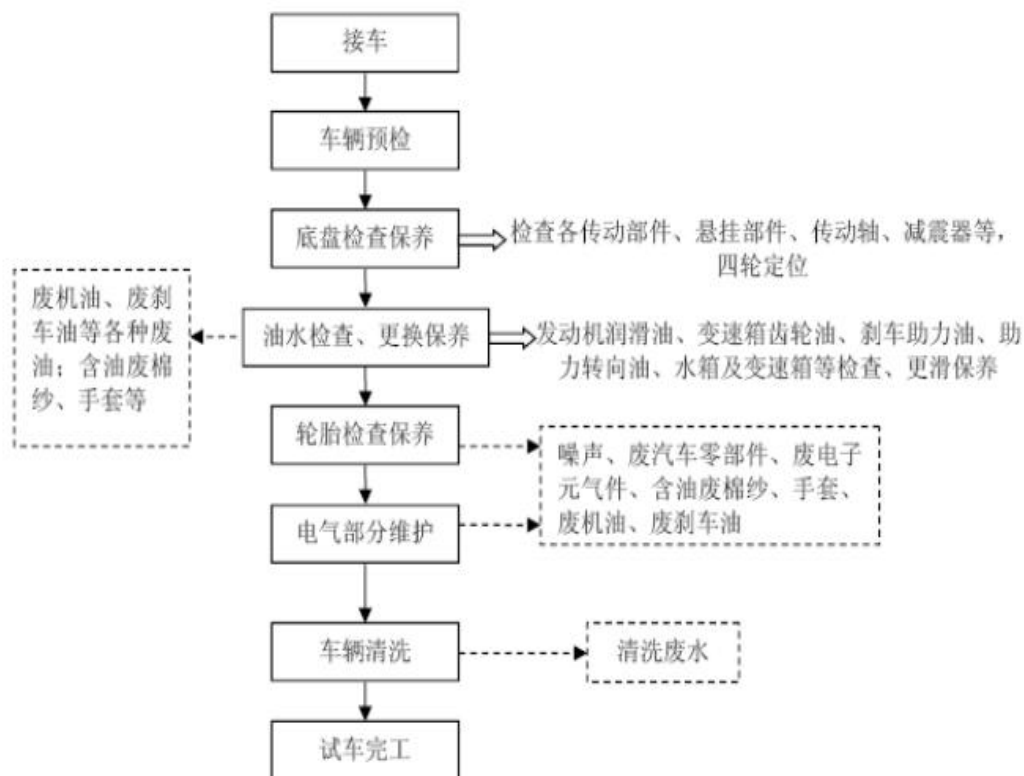 接车
车辆预检
底盘检查保养
检查各传动部件、悬挂部件、传动轴、减震器等，
四轮定位
废机油、废刹
车油等各种废
油；含油废棉
纱、手套等
油水检查、更换保养
发动机润滑油、变速箱齿轮油、刹车助力油、助
力转向油、水箱及变速箱等检查、更滑保养
轮胎检查保养
噪声、废汽车零部件、废电子
元气件、含油废棉纱、手套、
废机油、废刹车油
电气部分维护
车辆清洗
清洗废水
试车完工